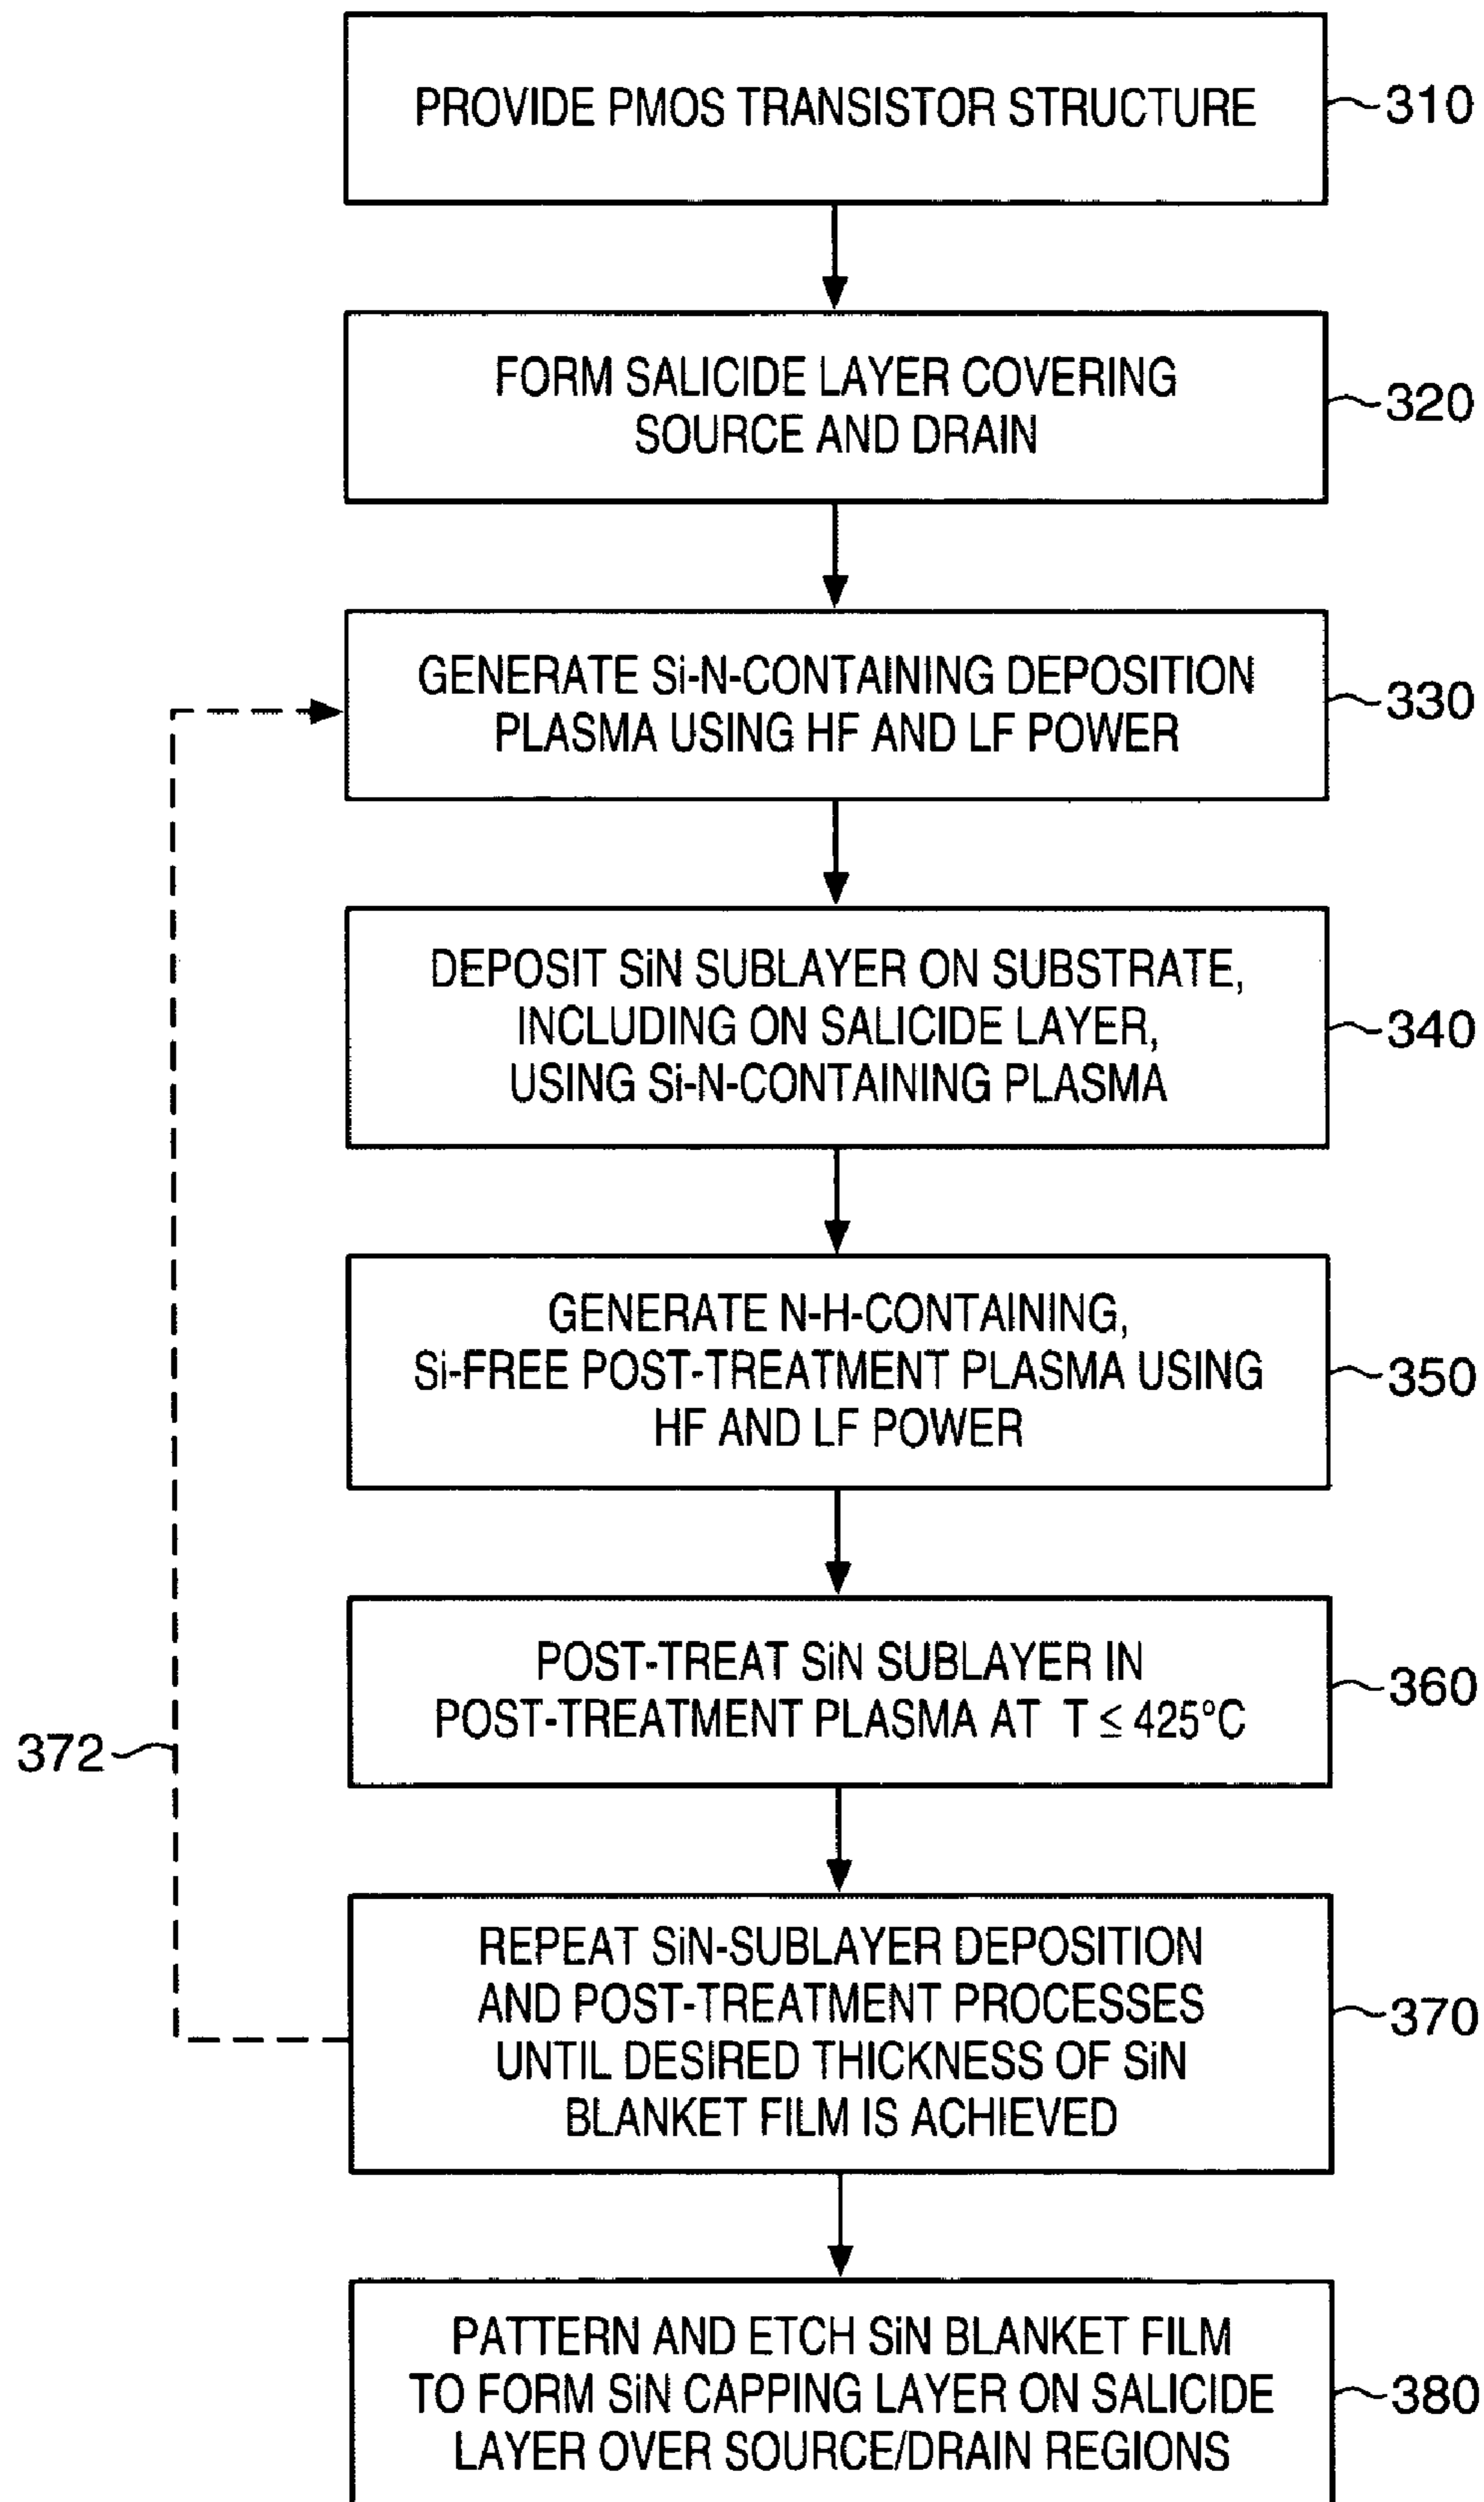 PROVIDE PMOS TRANSISTOR STRUCTURE
310
FORM SALICIDE LAYER COVERING
SOURCE AND DRAIN
320
GENERATE Si-N-CONTAINING DEPOSITION
PLASMA USING HF AND LF POWER
330
DEPOSIT SiN SUBLAYER ON SUBSTRATE,
INCLUDING ON SALICIDE LAYER,
USING Si-N-CONTAINING PLASMA
340
GENERATE N-H-CONTAINING,
Si-FREE POST-TREATMENT PLASMA USING
HF AND LF POWER
350
POST-TREAT SiN SUBLAYER IN
POST-TREATMENT PLASMA AT T ≤ 425°C
360
372
REPEAT SiN-SUBLAYER DEPOSITION
AND POST-TREATMENT PROCESSES
UNTIL DESIRED THICKNESS OF SiN
BLANKET FILM IS ACHIEVED
370
PATTERN AND ETCH SiN BLANKET FILM
TO FORM SiN CAPPING LAYER ON SALICIDE
LAYER OVER SOURCE/DRAIN REGIONS
380